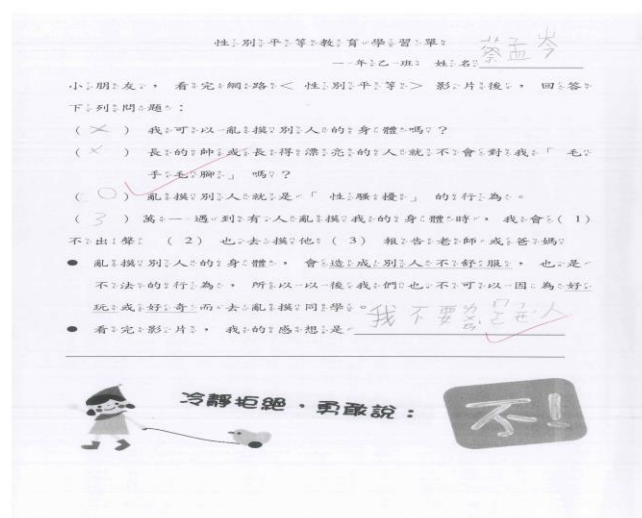 性別平等教育學習單
一年乙班 姓名 蔡孟岑
小朋友，看完網路<性別平等>影片後，回答
下列問題：
(╳) 我可以亂摸別人的身體嗎？
(╳) 長的帥或長得漂亮的人就不會對我「毛
手毛腳」嗎？
(○) 亂摸別人就是「性騷擾」的行為。
(3) 萬一遇到有人亂摸我的身體時，我會(1)
不出聲 (2) 也去摸他 (3) 報告老師或爸媽
● 亂摸別人的身體，會造成別人不舒服，也是
不法的行為，所以以後我們也不可以因為好
玩或好奇而去亂摸同學。
● 看完影片，我的感想是 我不要 人
冷靜拒絕，勇敢說：
不!